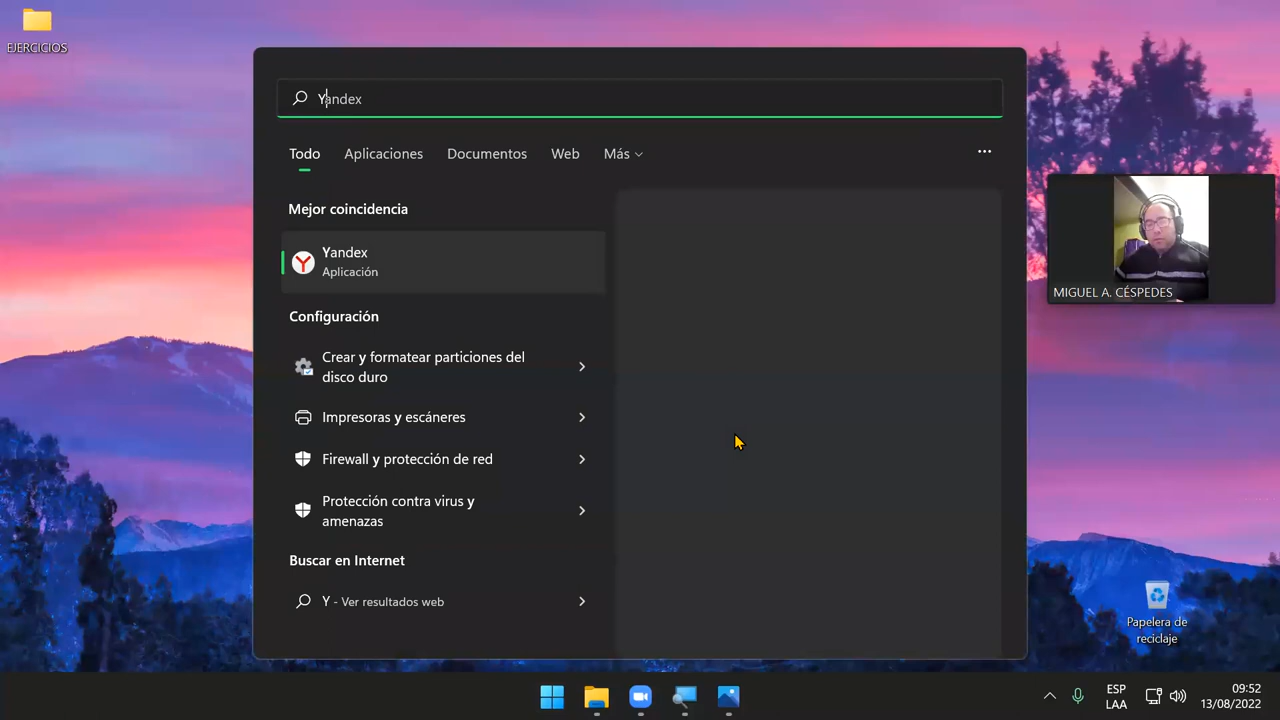 EJERCICIOS
Yandex
Todo Aplicaciones Documentos Web Más
Mejor coincidencia
Yandex
Aplicación
Configuración
Crear y formatear particiones del
disco duro
Impresoras y escáneres
Firewall y protección de red
Protección contra virus y
amenazas
Buscar en Internet
Y - Ver resultados web
MIGUEL A. CÉSPEDES
Papelera de
reciclaje
ESP
LAA
09:52
13/08/2022